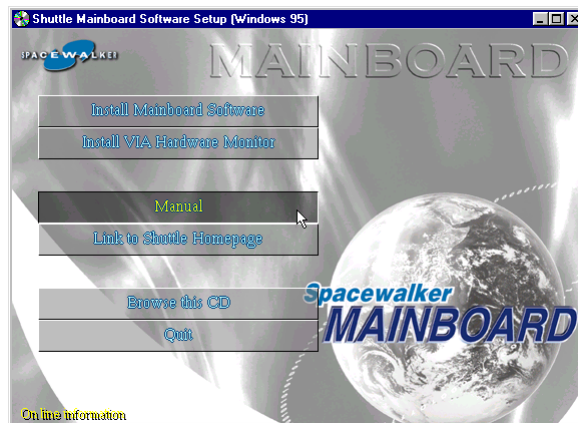 Shuttle Mainboard Software Setup (Windows 95)
SPACEWALKER
MAINBOARD
Install Mainboard Software
Install VIA Hardware Monitor
Manual
Link to Shuttle Homepage
Browse this CD
Quit
Spacewalker
MAINBOARD
On line information